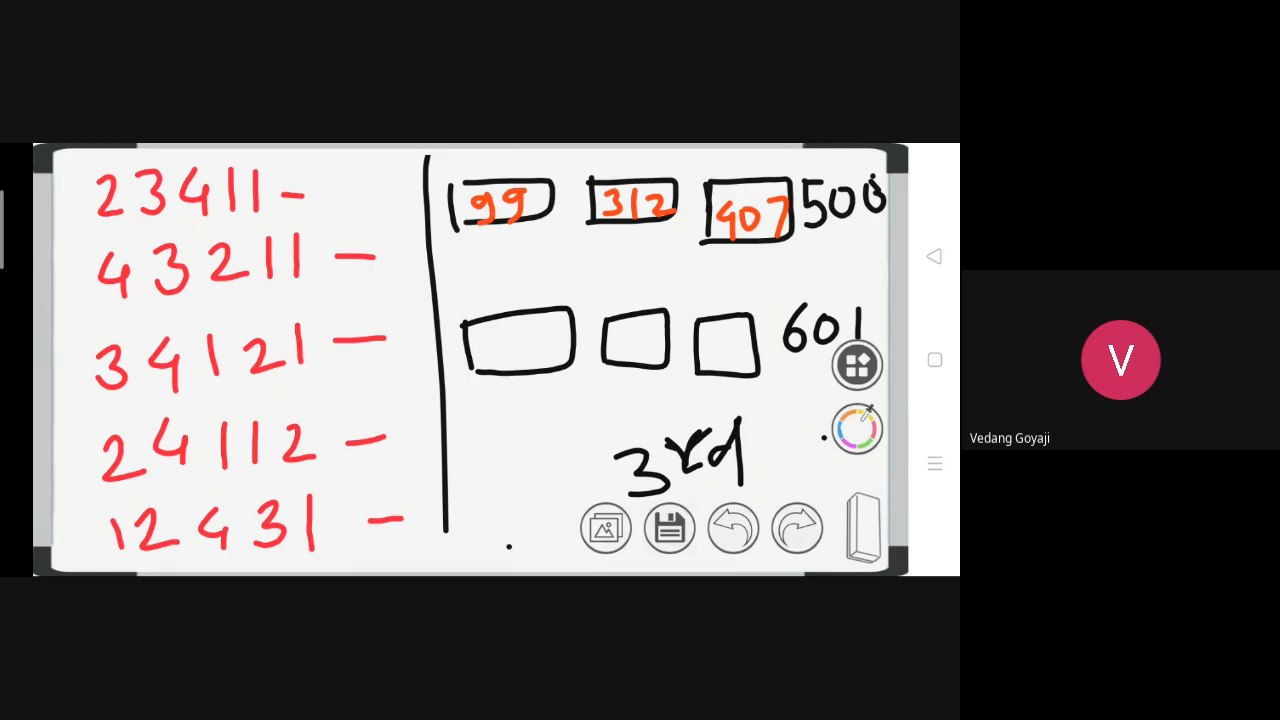 23411 -
43211 -
34121 -
24112 -
12431 -
99 312 407 500
601
3rd
V
Vedang Goyaji